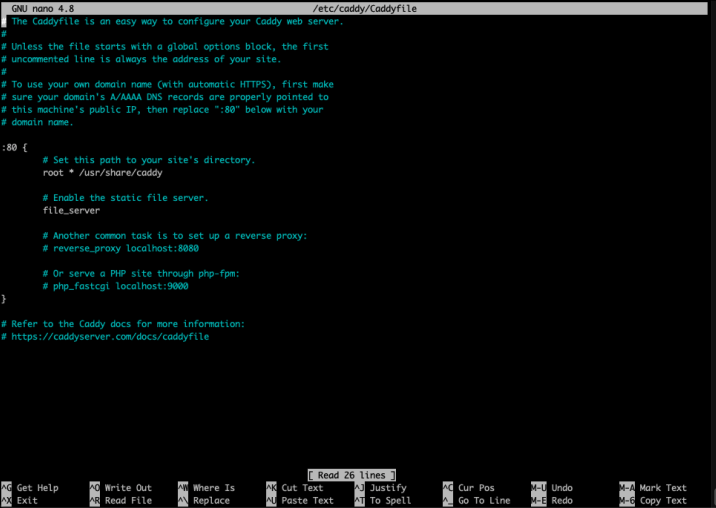 GNU nano 4.8 /etc/caddy/Caddyfile
# The Caddyfile is an easy way to configure your Caddy web server.
#
# Unless the file starts with a global options block, the first
# uncommented line is always the address of your site.
#
# To use your own domain name (with automatic HTTPS), first make
# sure your domain's A/AAAA DNS records are properly pointed to
# this machine's public IP, then replace ":80" below with your
# domain name.
:80 {
# Set this path to your site's directory.
root * /usr/share/caddy
# Enable the static file server.
file_server
# Another common task is to set up a reverse proxy:
# reverse_proxy localhost:8080
# Or serve a PHP site through php-fpm:
# php_fastcgi localhost:9000
}
# Refer to the Caddy docs for more information:
# https://caddyserver.com/docs/caddyfile
[ Read 26 lines ]
^G Get Help ^O Write Out ^W Where Is ^K Cut Text ^J Justify ^C Cur Pos M-U Undo M-A Mark Text
^X Exit ^R Read File ^\ Replace ^U Paste Text ^T To Spell ^_ Go To Line M-E Redo M-6 Copy Text